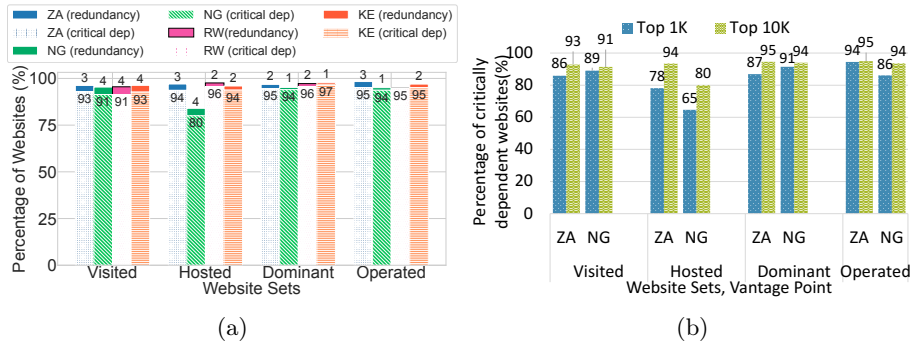 ZA (redundancy) NG (critical dep) KE (redundancy)
ZA (critical dep) RW(redundancy) KE (critical dep)
NG (redundancy) RW (critical dep)
Percentage of Websites (%)
100
75
50
25
0
3 4 4 4
93 91 91 93
3 4 2 2
94 80 96 94
2 1 2 1
95 94 96 97
3 1 2
95 94 95 95
Visited Hosted Dominant Operated
Website Sets
(a)
Top 1K Top 10K
Percentage of critically
dependent websites(%)
100
80
60
40
20
0
86 93 89 91
78 94 65 80
87 95 91 94
94 95 86 94
ZA NG ZA NG ZA NG ZA NG
Visited Hosted Dominant Operated
Website Sets, Vantage Point
(b)